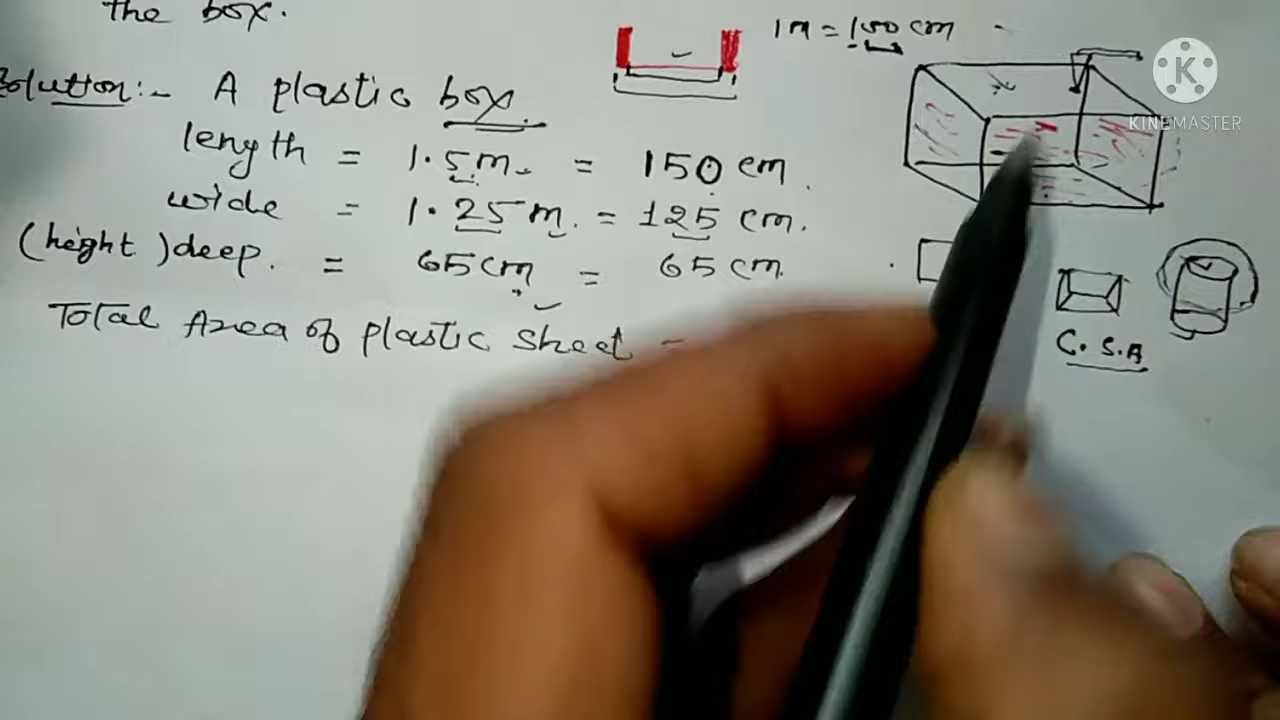 the box.
1m = 100 cm
Solution:- A plastic box.
length = 1.5m. = 150 cm.
wide = 1.25 m. = 125 cm.
(height) deep. = 65cm = 65 cm.
Total Area of plastic sheet =
C.S.A
K
KINEMASTER